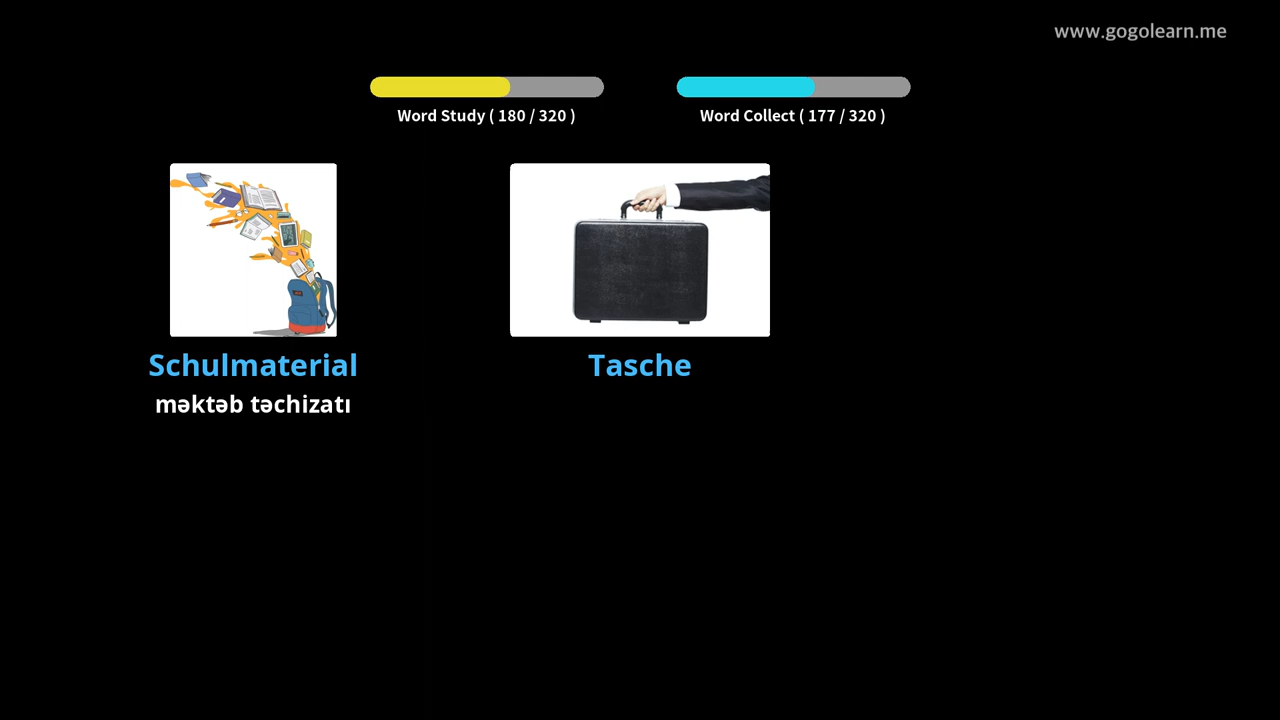 www.gogolearn.me
Word Study ( 180 / 320 )
Word Collect ( 177 / 320 )
Schulmaterial
məktəb təchizatı
Tasche